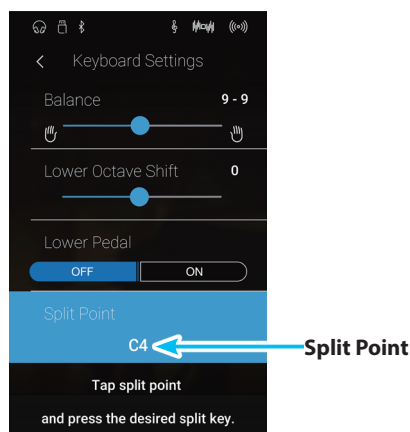 Keyboard Settings
Balance 9 - 9
Lower Octave Shift 0
Lower Pedal
OFF ON
Split Point
C4
Split Point
Tap split point
and press the desired split key.